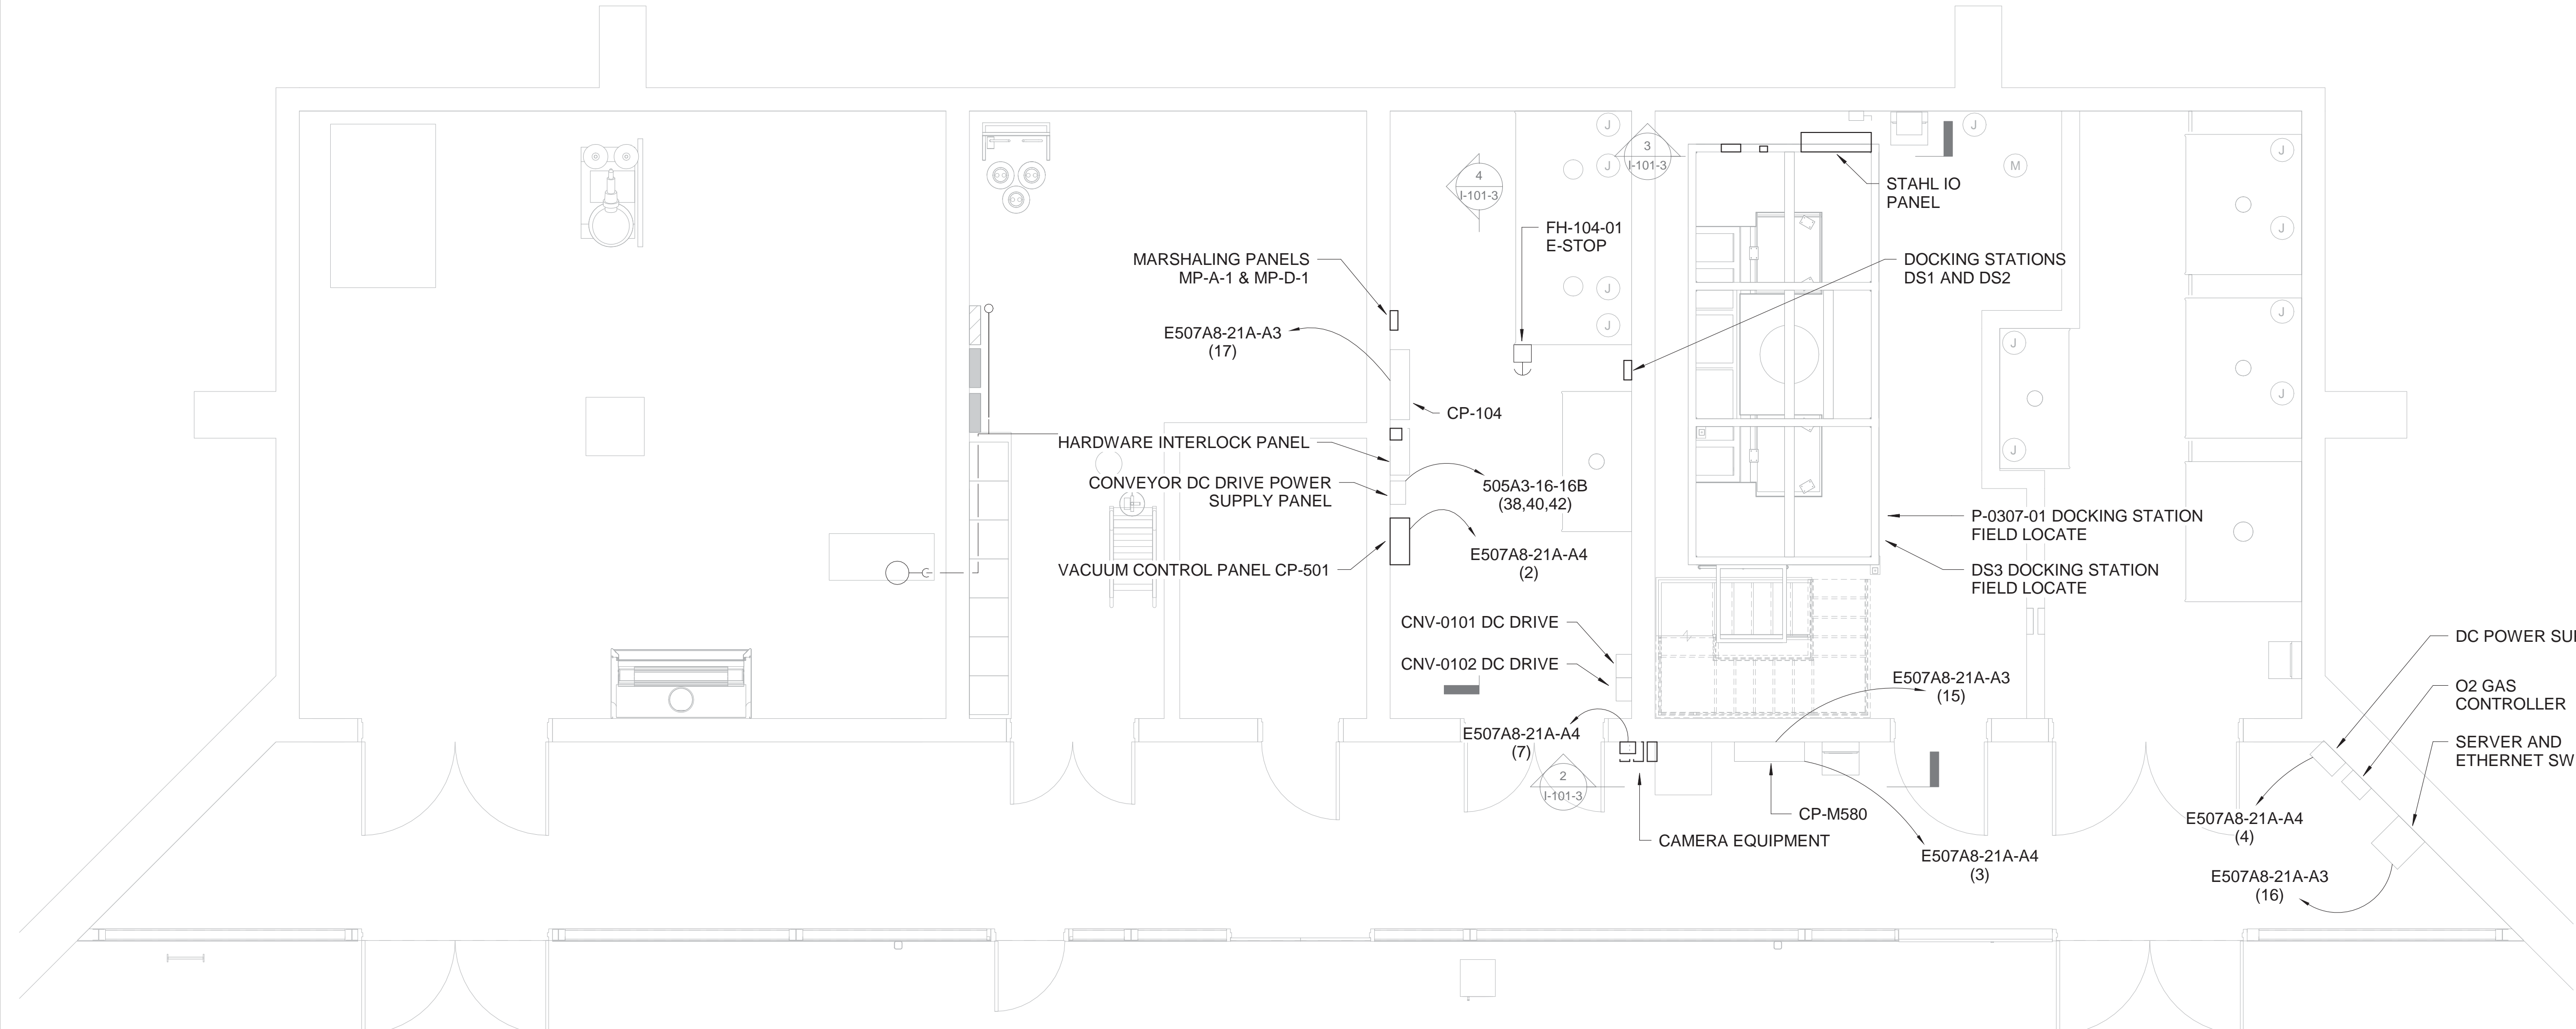 J
3
I-101-3
J
M
J
J
4
I-101-3
STAHL IO
PANEL
FH-104-01
E-STOP
J
MARSHALING PANELS
MP-A-1 & MP-D-1
DOCKING STATIONS
DS1 AND DS2
J
J
J
E507A8-21A-A3
(17)
J
J
CP-104
HARDWARE INTERLOCK PANEL
J
CONVEYOR DC DRIVE POWER
SUPPLY PANEL
505A3-16-16B
(38,40,42)
P-0307-01 DOCKING STATION
FIELD LOCATE
E507A8-21A-A4
(2)
VACUUM CONTROL PANEL CP-501
DS3 DOCKING STATION
FIELD LOCATE
CNV-0101 DC DRIVE
CNV-0102 DC DRIVE
E507A8-21A-A3
(15)
DC POWER
O2 GAS
CONTROLLER
E507A8-21A-A4
(7)
SERVER AND
ETHERNET
2
I-101-3
CP-M580
CAMERA EQUIPMENT
E507A8-21A-A4
(4)
E507A8-21A-A4
(3)
E507A8-21A-A3
(16)